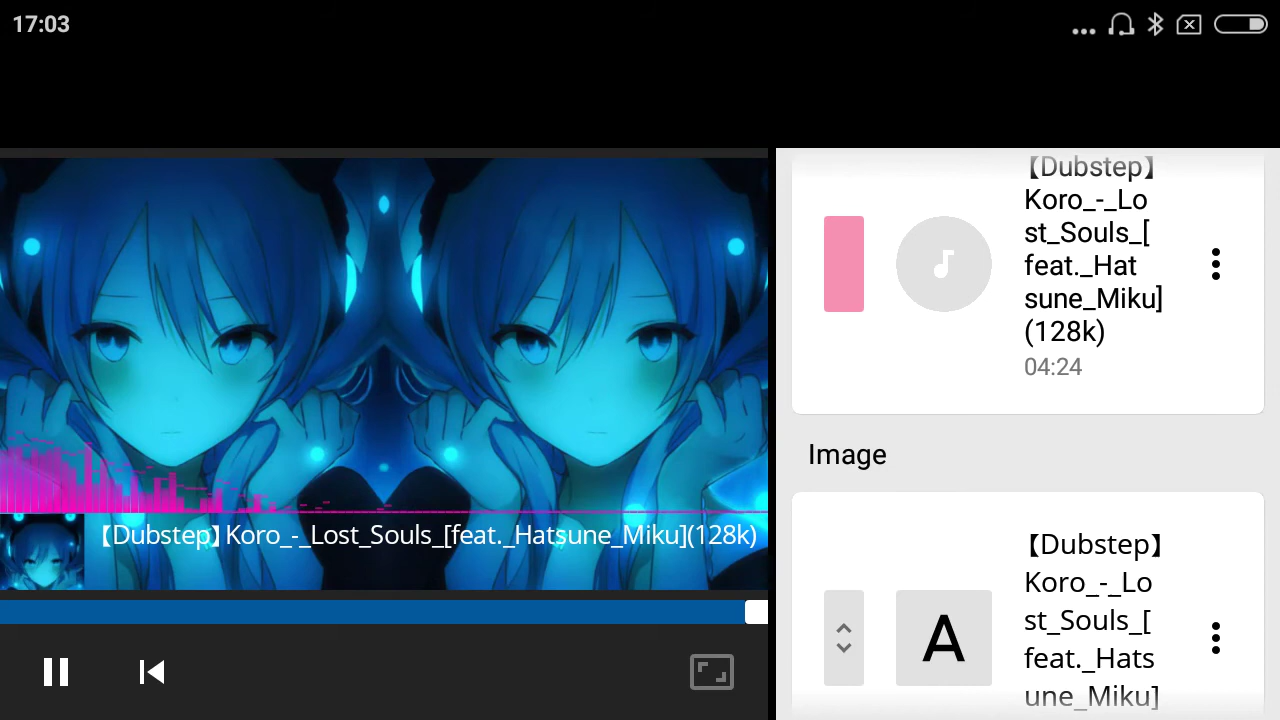 17:03
【Dubstep】Koro_-_Lost_Souls_[feat._Hatsune_Miku](128k)
【Dubstep】
Koro_-_Lo
st_Souls_[
feat._Hat
sune_Miku]
(128k)
04:24
Image
A
【Dubstep】
Koro_-_Lo
st_Souls_[
feat._Hats
une_Miku]